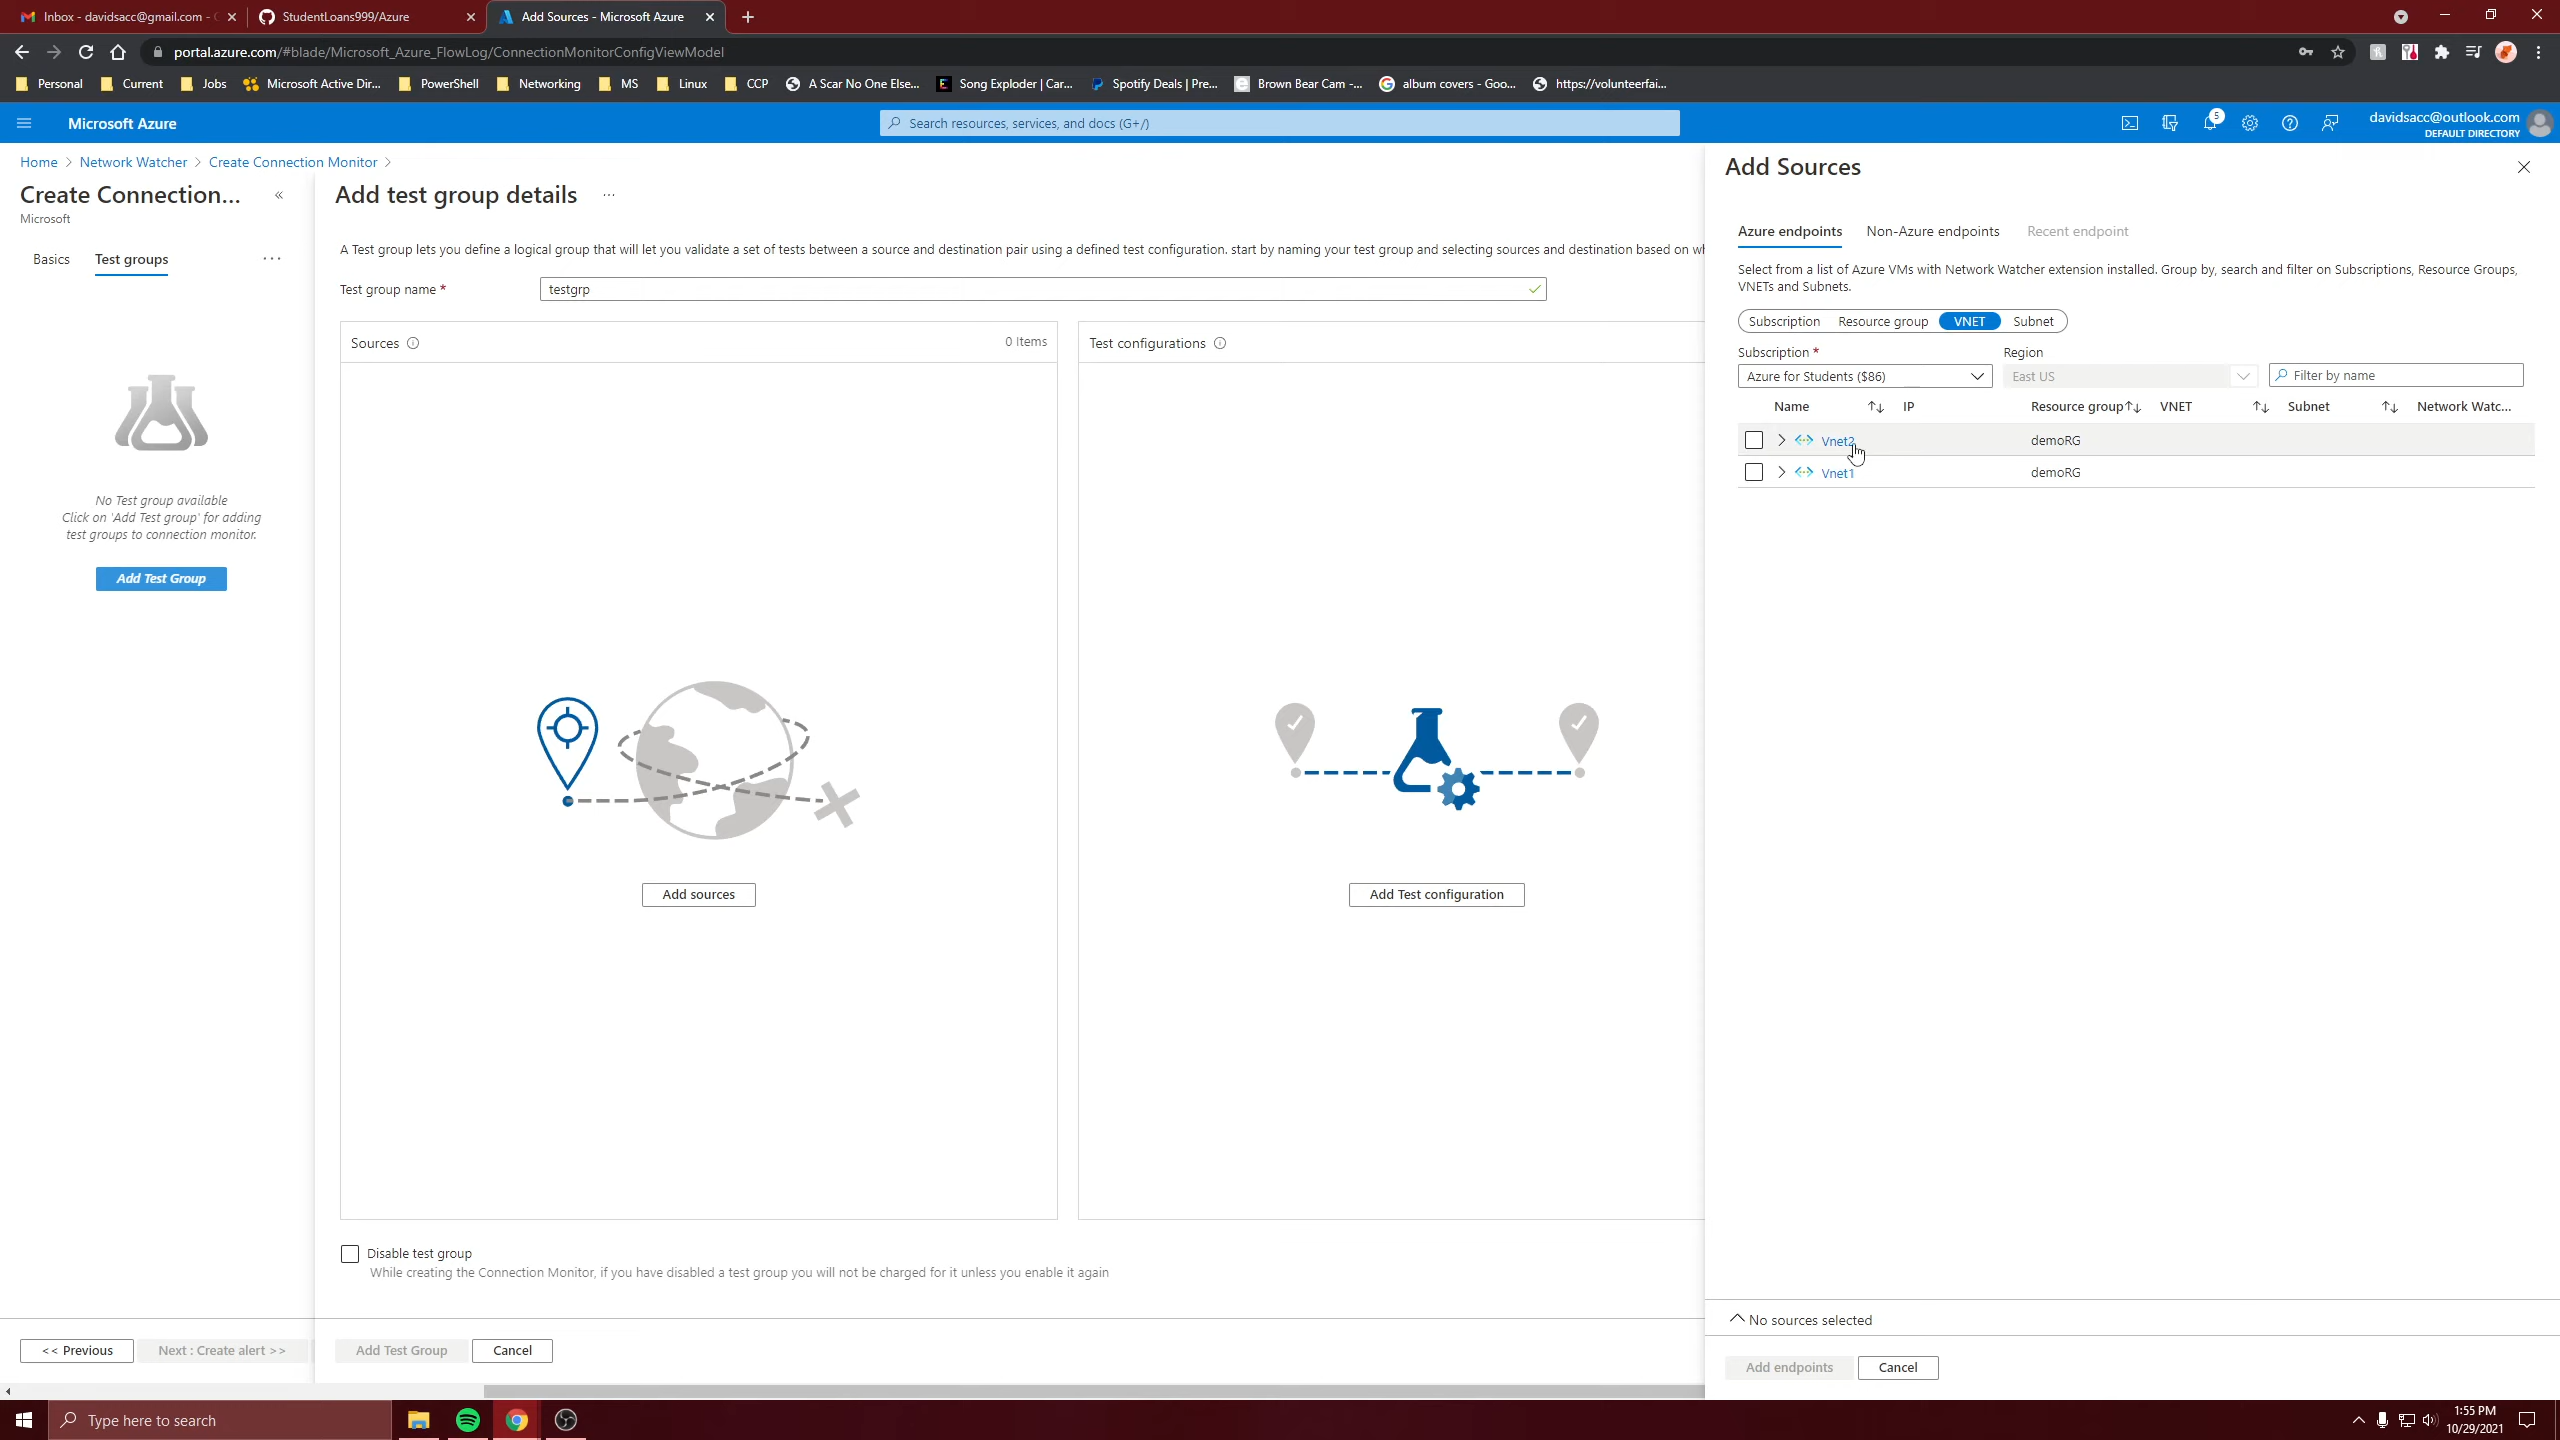 Inbox - davidsacc@gmail.com -
StudentLoans999/Azure
Add Sources - Microsoft Azure
portal.azure.com/#blade/Microsoft_Azure_FlowLog/ConnectionMonitorConfigViewModel
Personal
Current
Jobs
Microsoft Active Dir...
PowerShell
Networking
MS
Linux
CCP
A Scar No One Else...
Song Exploder | Car...
Spotify Deals | Pre...
Brown Bear Cam -...
album covers - Goo...
https://volunteerfai...
Microsoft Azure
Search resources, services, and docs (G+/)
5
davidsacc@outlook.com
DEFAULT DIRECTORY
Home > Network Watcher > Create Connection Monitor >
Create Connection... «
Microsoft
Basics
Test groups
...
No Test group available
Click on 'Add Test group' for adding
test groups to connection monitor.
Add Test Group
<< Previous
Next : Create alert >>
Add test group details ...
A Test group lets you define a logical group that will let you validate a set of tests between a source and destination pair using a defined test configuration. start by naming your test group and selecting sources and destination based on wh
Test group name *
testgrp
Sources
0 Items
Add sources
Test configurations
Add Test configuration
Disable test group
While creating the Connection Monitor, if you have disabled a test group you will not be charged for it unless you enable it again
Add Test Group
Cancel
Add Sources
Azure endpoints
Non-Azure endpoints
Recent endpoint
Select from a list of Azure VMs with Network Watcher extension installed. Group by, search and filter on Subscriptions, Resource Groups,
VNETs and Subnets.
Subscription
Resource group
VNET
Subnet
Subscription *
Region
Azure for Students ($86)
East US
Filter by name
Name
IP
Resource group
VNET
Subnet
Network Watc...
Vnet2
demoRG
Vnet1
demoRG
No sources selected
Add endpoints
Cancel
Type here to search
1:55 PM
10/29/2021